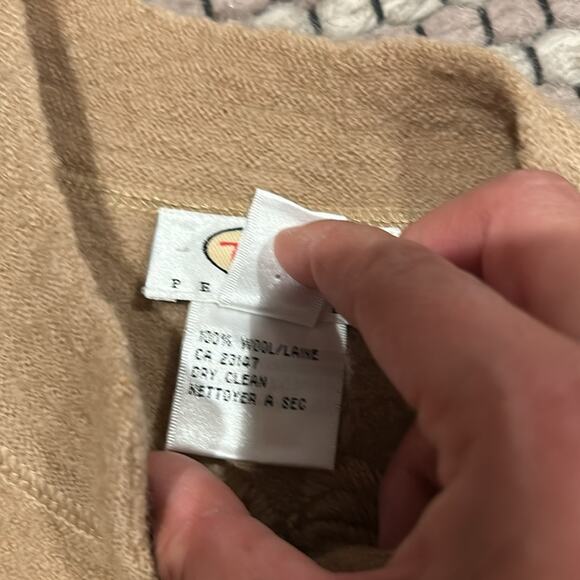 T
P E
100% WOOL/LAINE
CA 23147
DRY CLEAN
NETTOYER A SEC